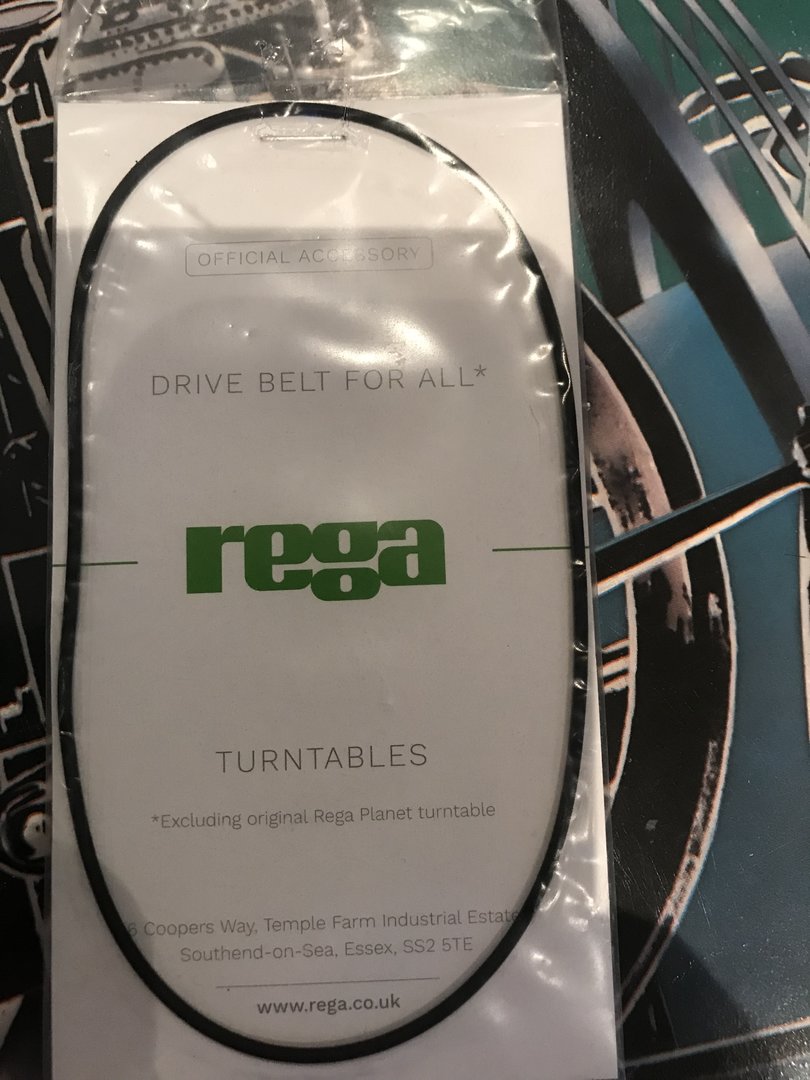 OFFICIAL ACCESSORY
DRIVE BELT FOR ALL*
rega
TURNTABLES
*Excluding original Rega Planet turntable
6 Coopers Way, Temple Farm Industrial Estate
Southend-on-Sea, Essex, SS2 5TE
www.rega.co.uk